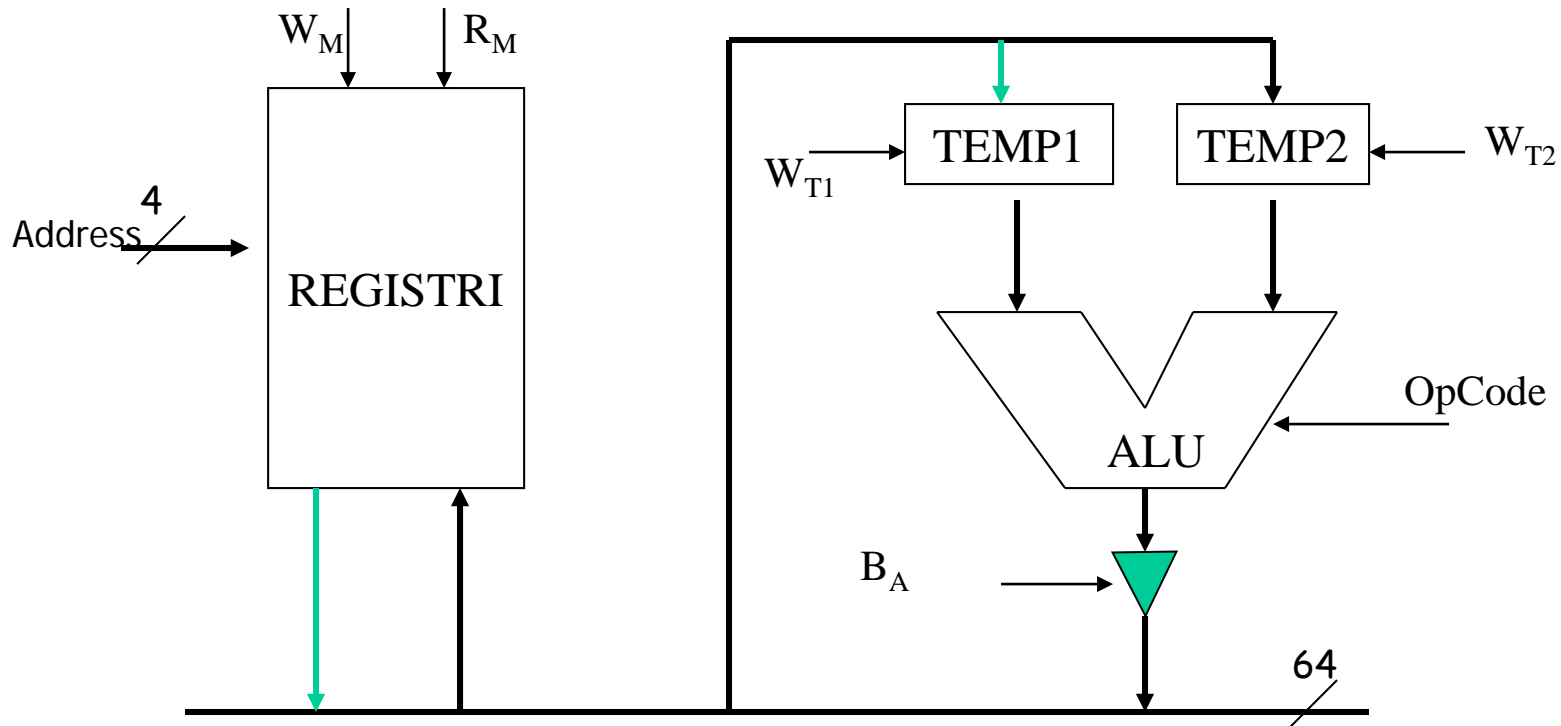 W_M
R_M
TEMP1
TEMP2
W_T1
W_T2
4
Address
REGISTRI
OpCode
ALU
B_A
64